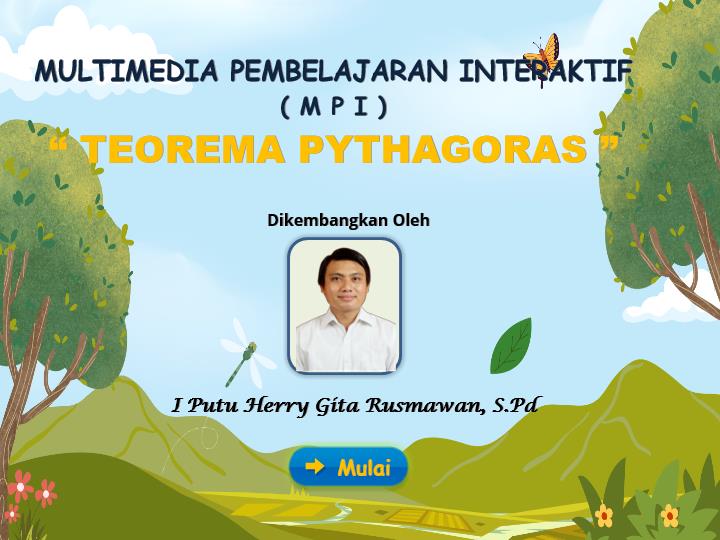 MULTIMEDIA PEMBELAJARAN INTERAKTIF
( M P I )
“ TEOREMA PYTHAGORAS ”
Dikembangkan Oleh
I Putu Herry Gita Rusmawan, S.Pd
Mulai